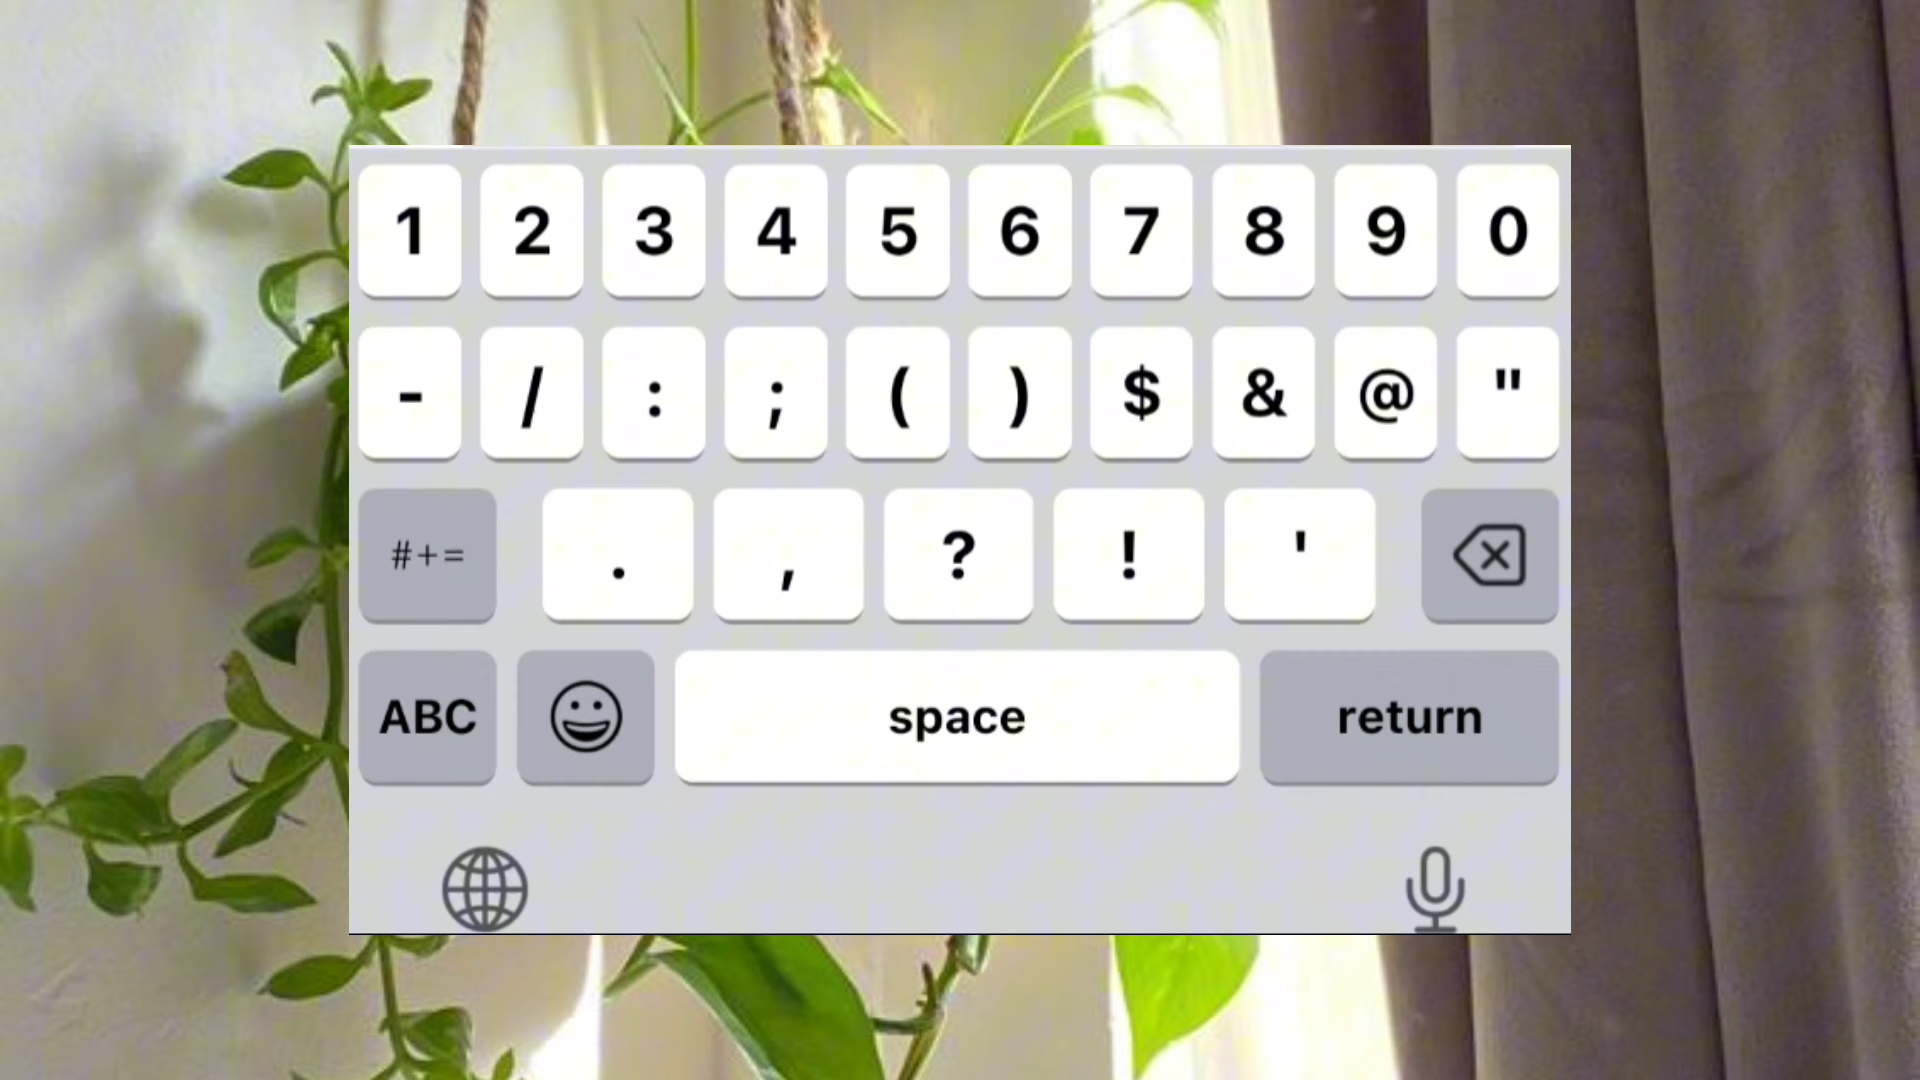 1 2 3 4 5 6 7 8 9 0
- / : ; ( ) $ & @ "
#+= . , ? ! '
ABC space return